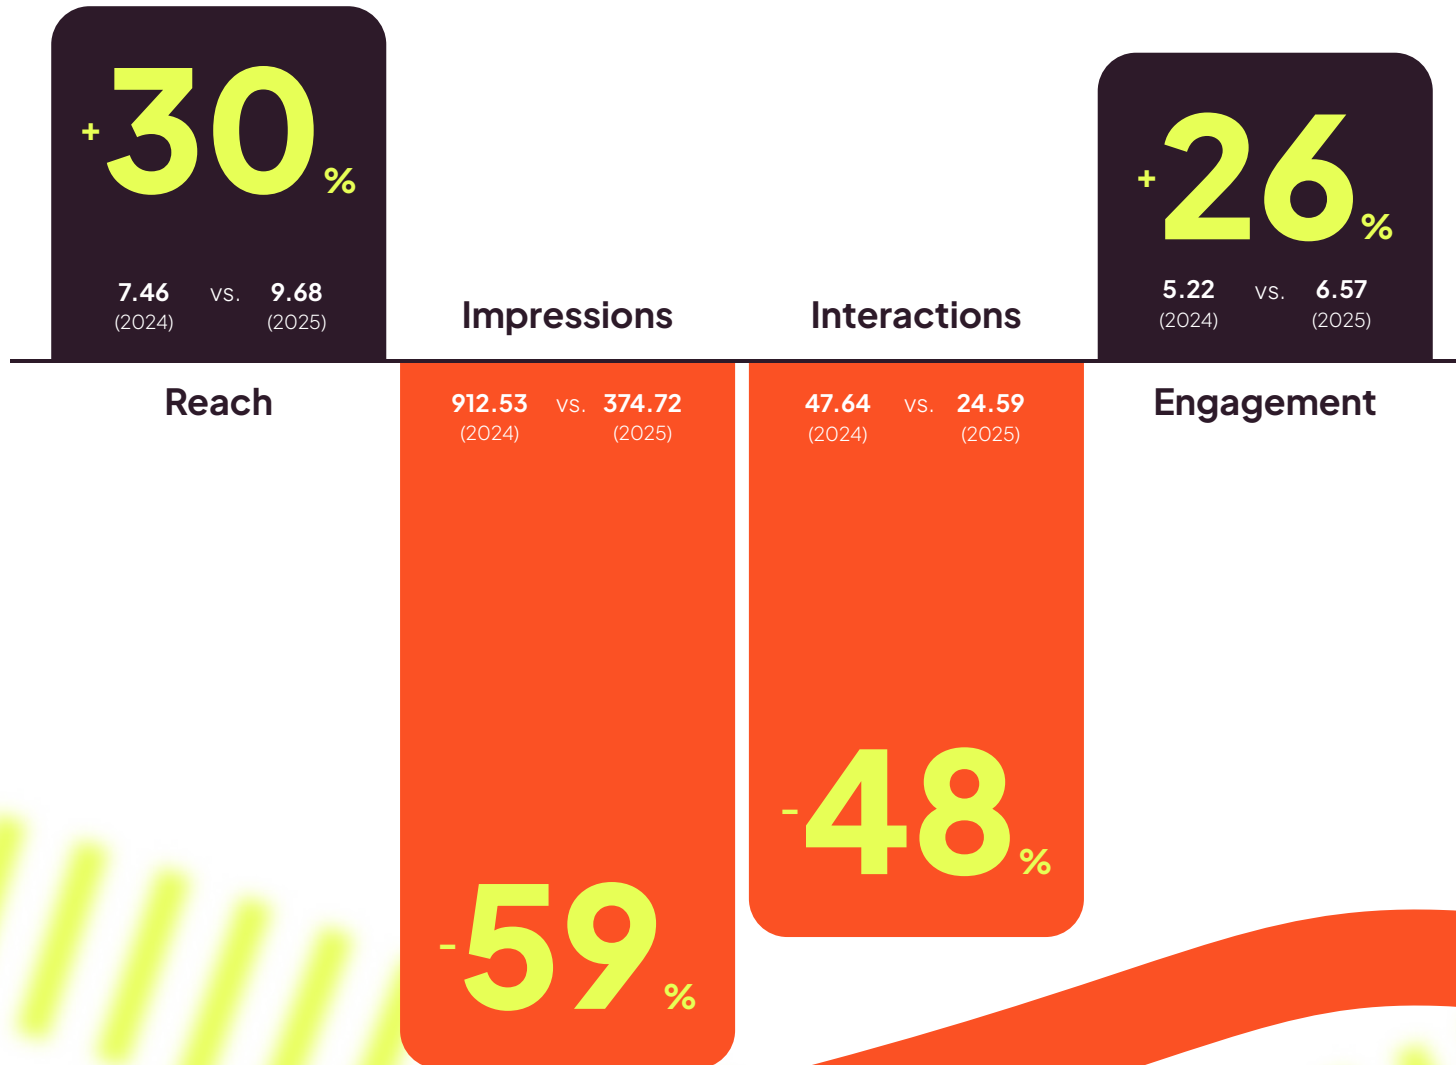 +30%
7.46 vs. 9.68
(2024) (2025)
Reach
Impressions
912.53 vs. 374.72
(2024) (2025)
-59%
Interactions
47.64 vs. 24.59
(2024) (2025)
-48%
+26%
5.22 vs. 6.57
(2024) (2025)
Engagement